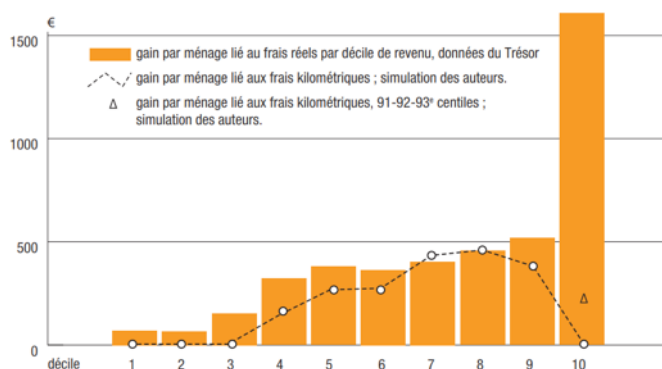 €
1500
gain par ménage lié au frais réels par décile de revenu, données du Trésor
gain par ménage lié aux frais kilométriques ; simulation des auteurs.
gain par ménage lié aux frais kilométriques, 91-92-93e centiles ;
simulation des auteurs.
1000
500
0
décile 1 2 3 4 5 6 7 8 9 10